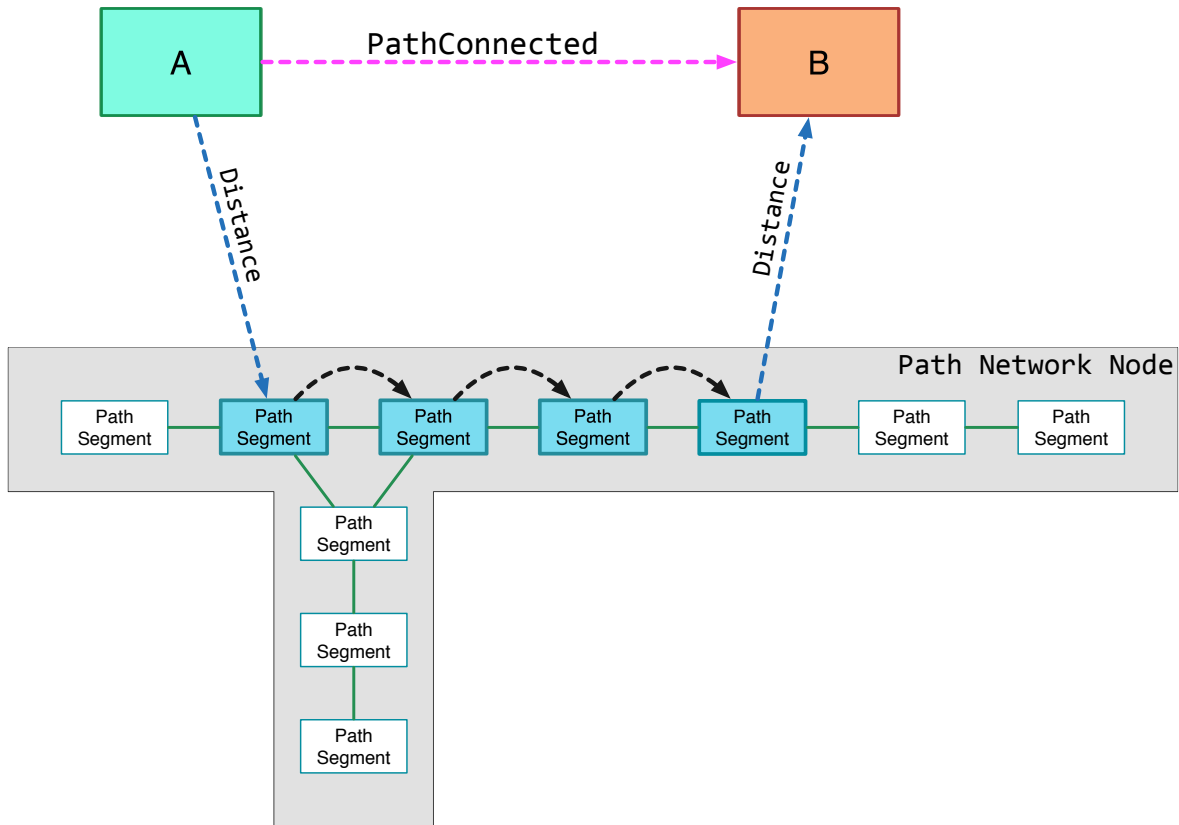 A
PathConnected
B
Distance
Distance
Path Network Node
Path
Segment
Path
Segment
Path
Segment
Path
Segment
Path
Segment
Path
Segment
Path
Segment
Path
Segment
Path
Segment
Path
Segment